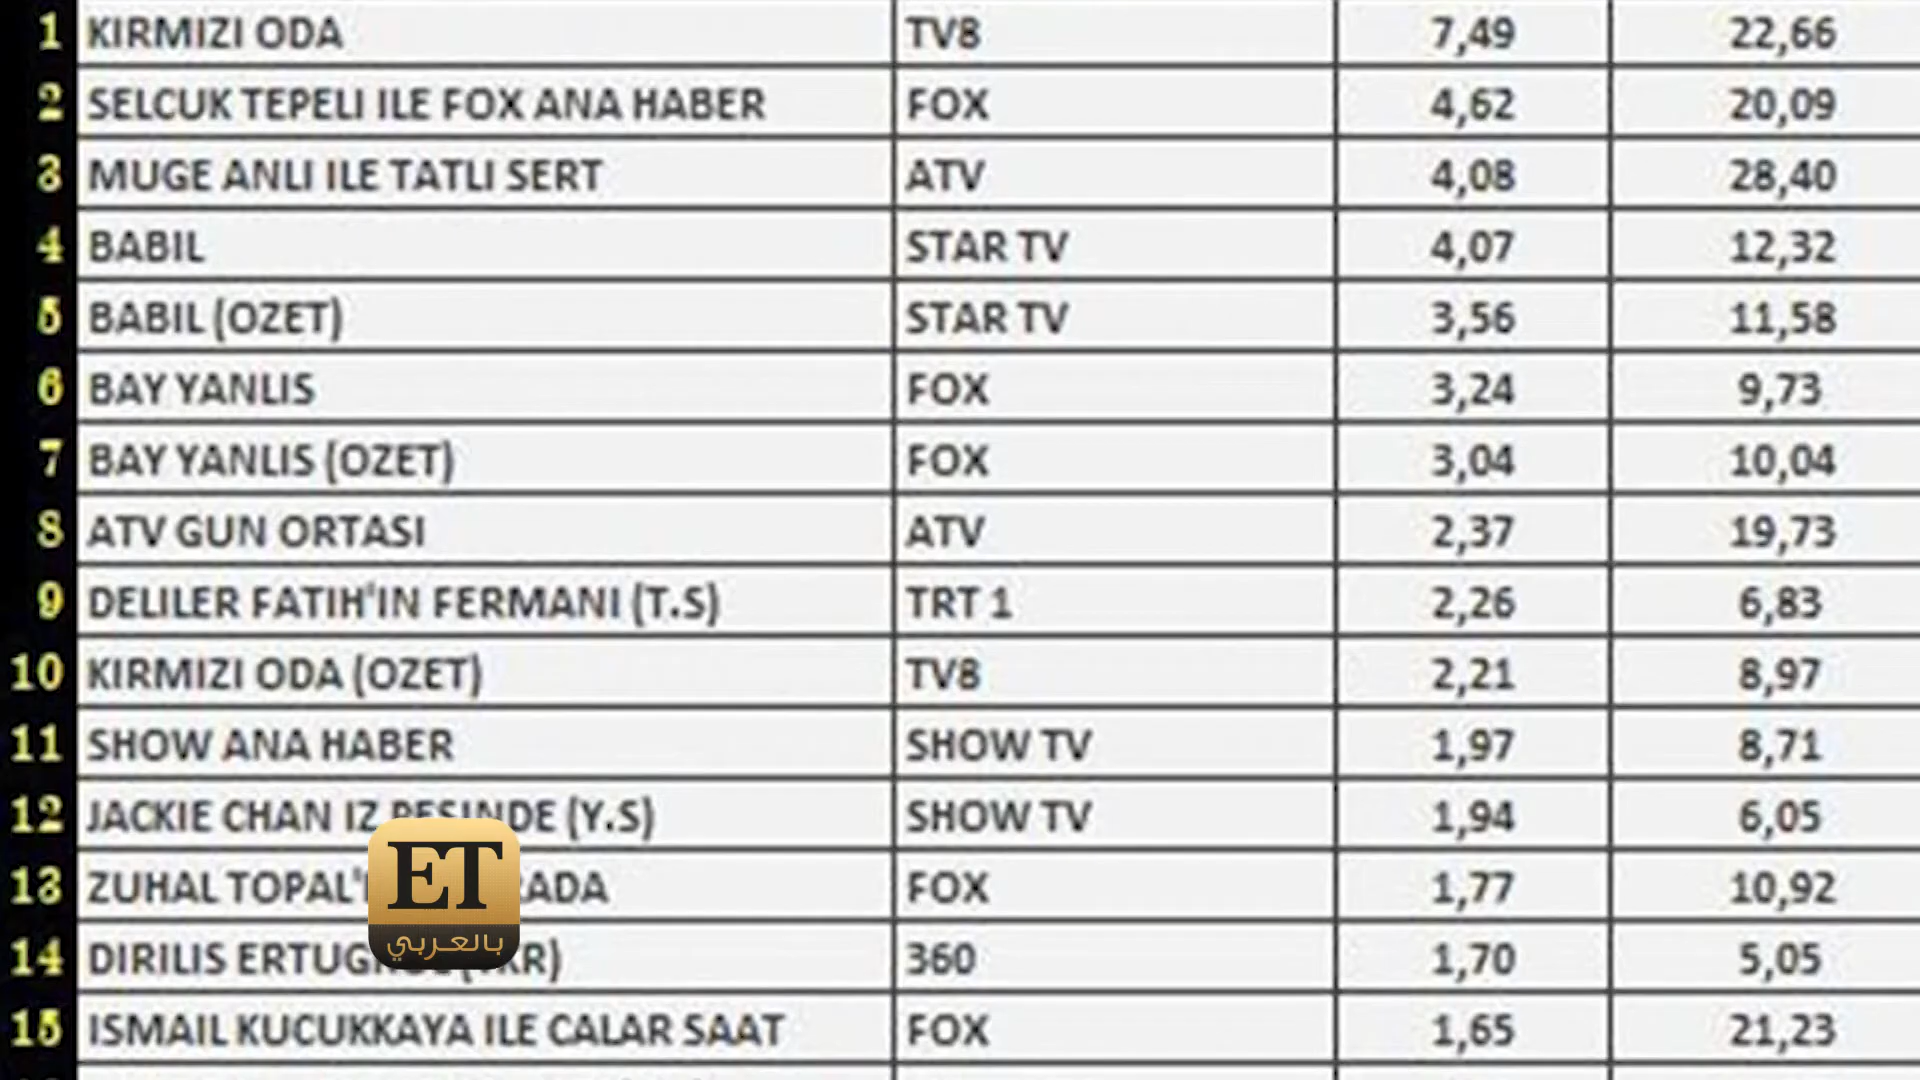 1 KIRMIZI ODA TV8 7,49 22,66
2 SELCUK TEPELI ILE FOX ANA HABER FOX 4,62 20,09
3 MUGE ANLI ILE TATLI SERT ATV 4,08 28,40
4 BABIL STAR TV 4,07 12,32
5 BABIL (OZET) STAR TV 3,56 11,58
6 BAY YANLIS FOX 3,24 9,73
7 BAY YANLIS (OZET) FOX 3,04 10,04
8 ATV GUN ORTASI ATV 2,37 19,73
9 DELILER FATIH'IN FERMANI (T.S) TRT 1 2,26 6,83
10 KIRMIZI ODA (OZET) TV8 2,21 8,97
11 SHOW ANA HABER SHOW TV 1,97 8,71
12 JACKIE CHAN IZ PESINDE (Y.S) SHOW TV 1,94 6,05
13 ZUHAL FOX 1,77 10,92
14 DIRILIS 360 1,70 5,05
15 ISMAIL KUCUKKAYA ILE CALAR SAAT FOX 1,65 21,23
ET
بالعربي